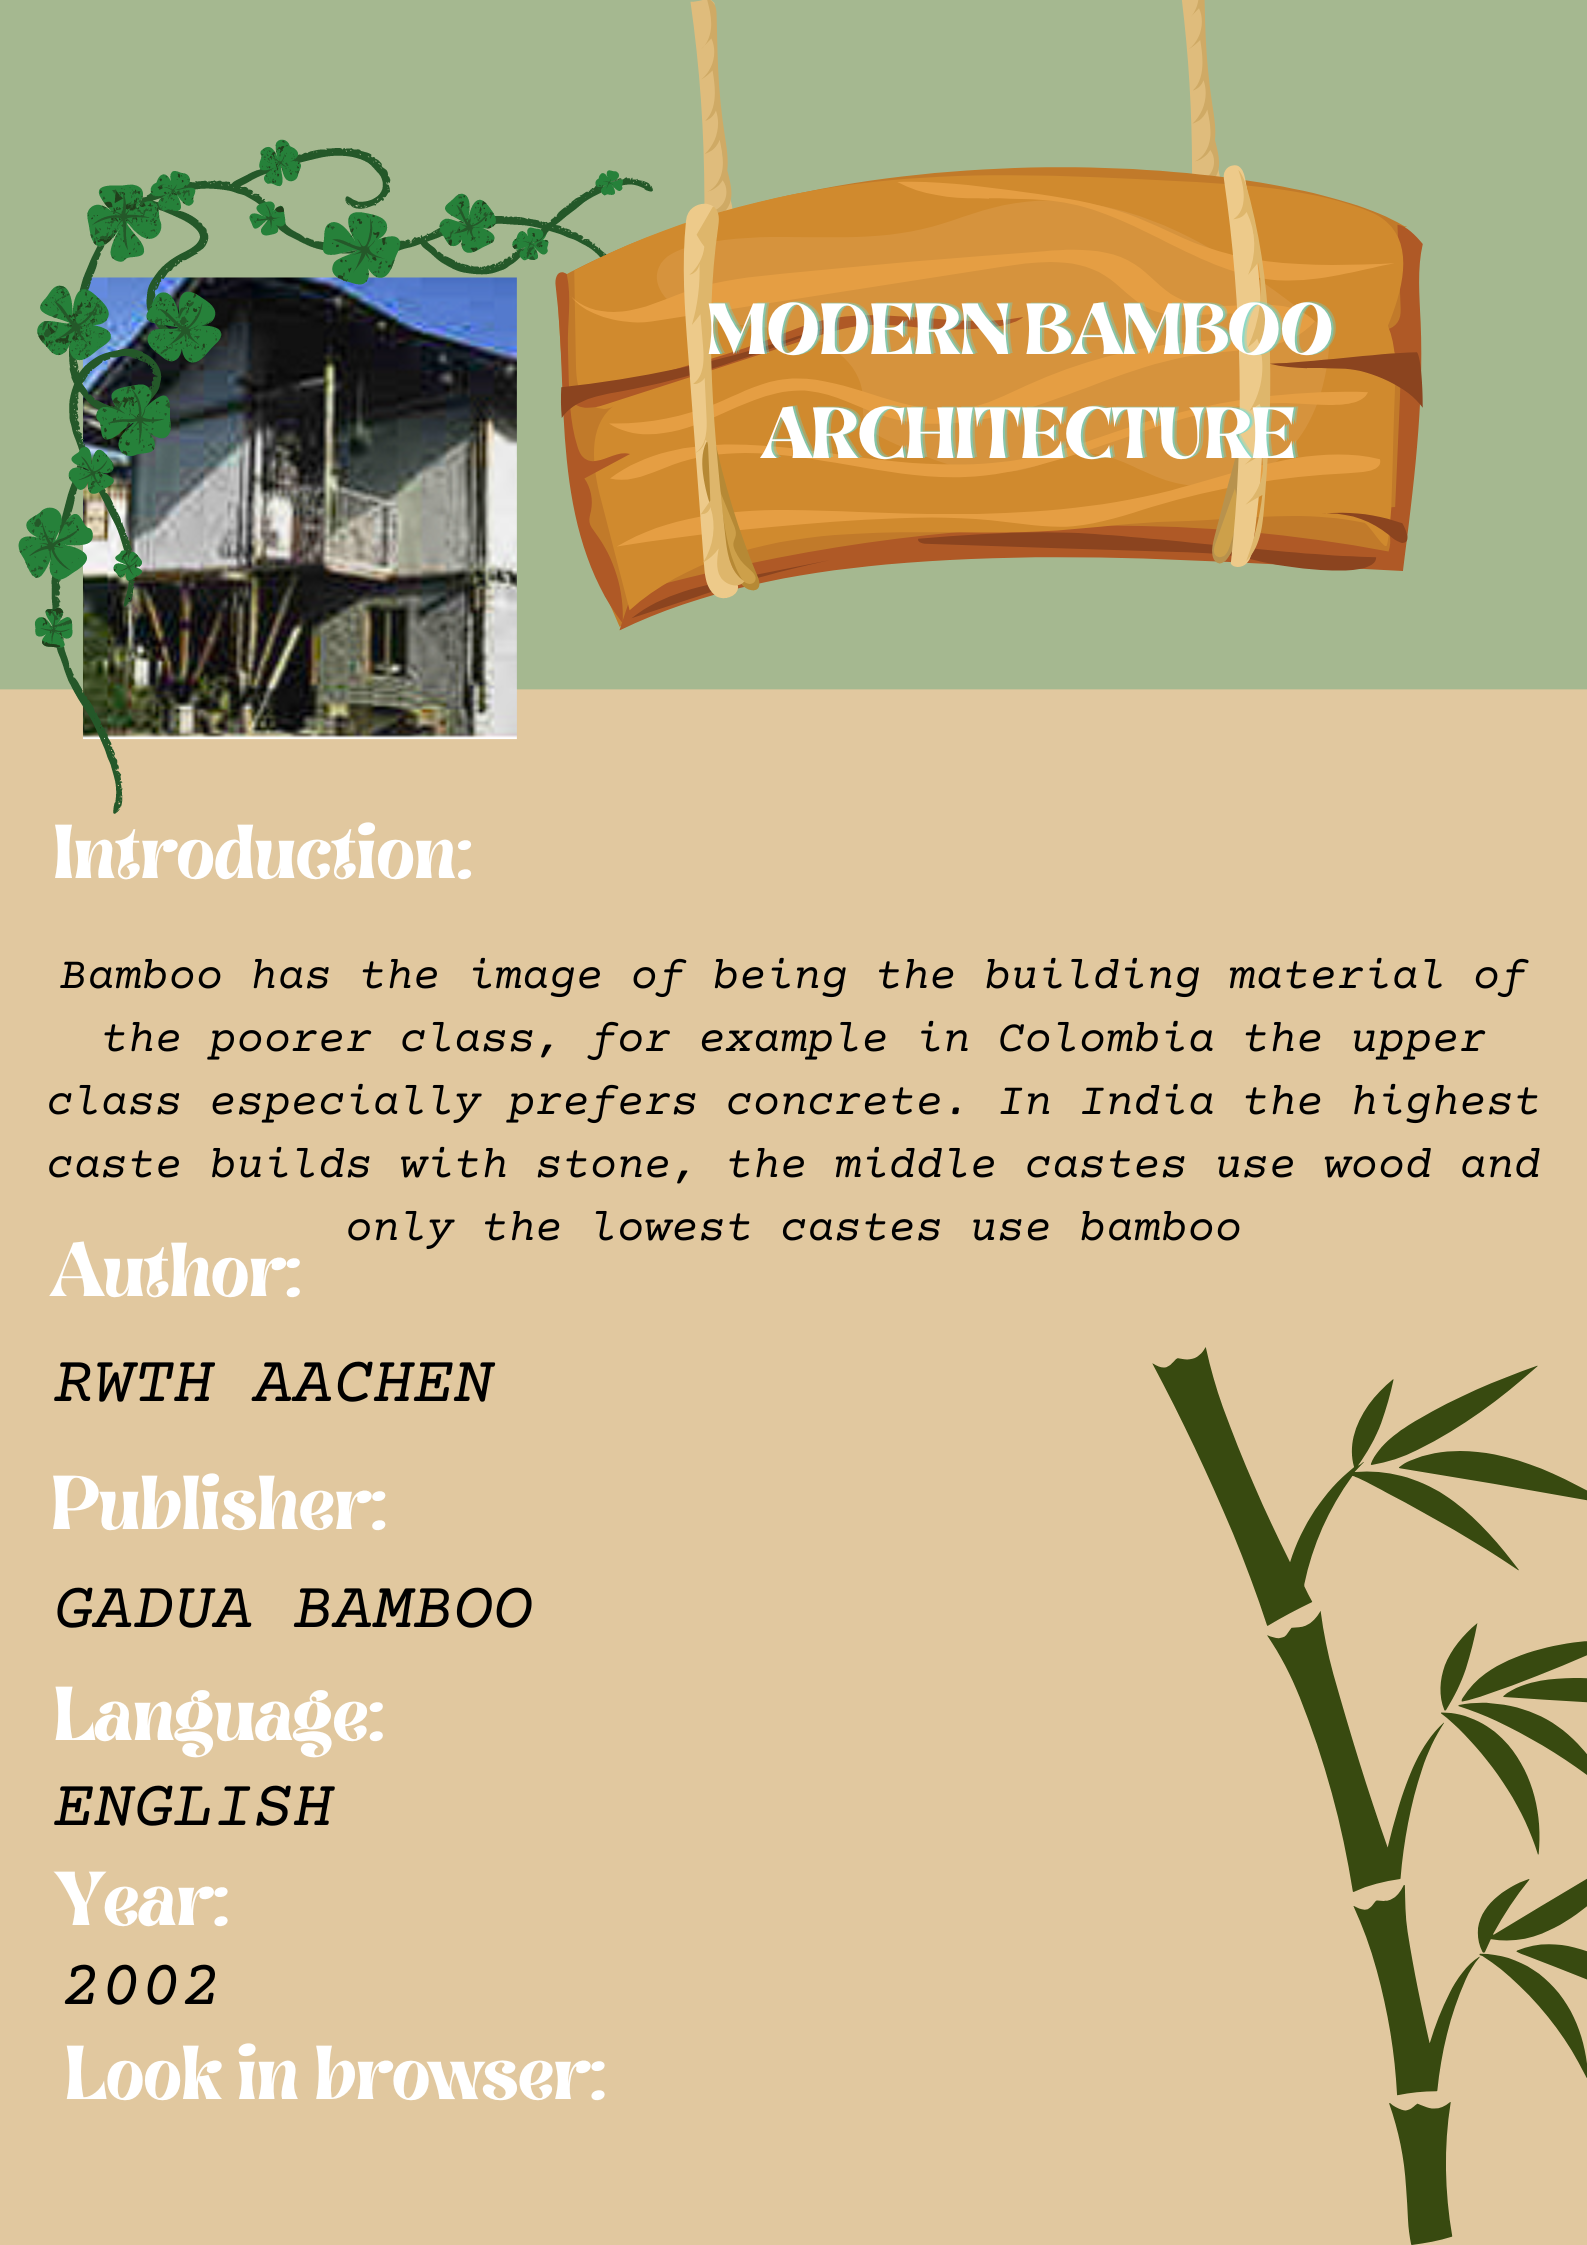 MODERN BAMBOO
ARCHITECTURE
Introduction:
Bamboo has the image of being the building material of
the poorer class, for example in Colombia the upper
class especially prefers concrete. In India the highest
caste builds with stone, the middle castes use wood and
only the lowest castes use bamboo
Author:
RWTH AACHEN
Publisher:
GADUA BAMBOO
Language:
ENGLISH
Year:
2002
Look in browser: